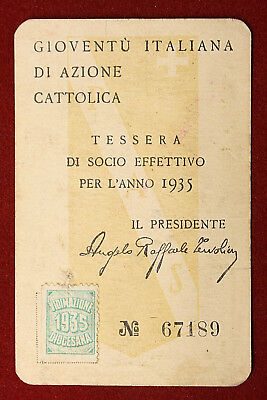 GIOVENTÙ ITALIANA
DI AZIONE
CATTOLICA
TESSERA
DI SOCIO EFFETTIVO
PER L'ANNO 1935
IL PRESIDENTE
Angelo Raffaele
1935
DIOCESANA
№ 67189